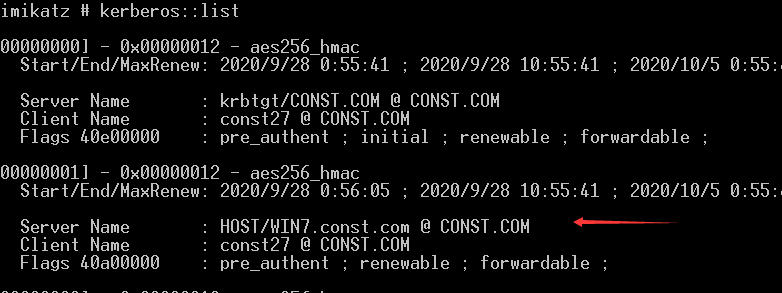 imikatz # kerberos::list
00000000] - 0x00000012 - aes256_hmac
Start/End/MaxRenew: 2020/9/28 0:55:41 ; 2020/9/28 10:55:41 ; 2020/10/5 0:55:
Server Name : krbtgt/CONST.COM @ CONST.COM
Client Name : const27 @ CONST.COM
Flags 40e00000 : pre_authent ; initial ; renewable ; forwardable ;
00000001] - 0x00000012 - aes256_hmac
Start/End/MaxRenew: 2020/9/28 0:56:05 ; 2020/9/28 10:55:41 ; 2020/10/5 0:55:
Server Name : HOST/WIN7.const.com @ CONST.COM
Client Name : const27 @ CONST.COM
Flags 40a00000 : pre_authent ; renewable ; forwardable ;